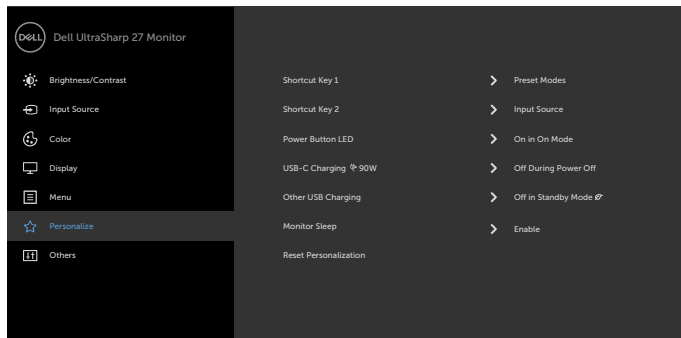 DELL Dell UltraSharp 27 Monitor
Brightness/Contrast
Input Source
Color
Display
Menu
Personalize
Others
Shortcut Key 1 Preset Modes
Shortcut Key 2 Input Source
Power Button LED On in On Mode
USB-C Charging 90W Off During Power Off
Other USB Charging Off in Standby Mode
Monitor Sleep Enable
Reset Personalization